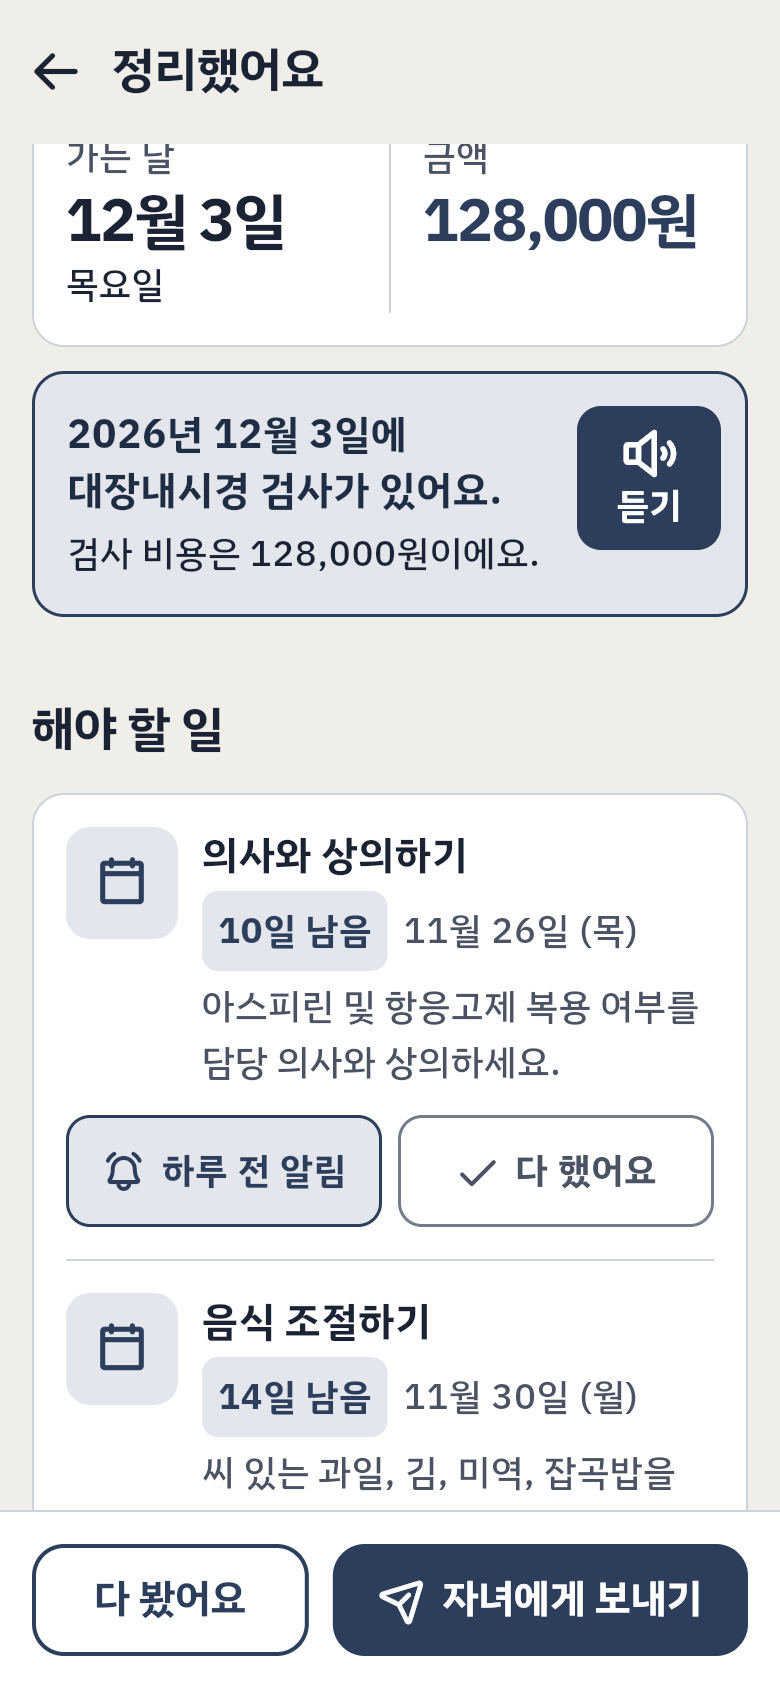 정리했어요
가는 날
금액
12월 3일
128,000원
목요일
2026년 12월 3일에
대장내시경 검사가 있어요.
검사 비용은 128,000원이에요.
듣기
해야 할 일
의사와 상의하기
10일 남음 11월 26일 (목)
아스피린 및 항응고제 복용 여부를
담당 의사와 상의하세요.
하루 전 알림
다 했어요
음식 조절하기
14일 남음 11월 30일 (월)
씨 있는 과일, 김, 미역, 잡곡밥을
다 봤어요
자녀에게 보내기